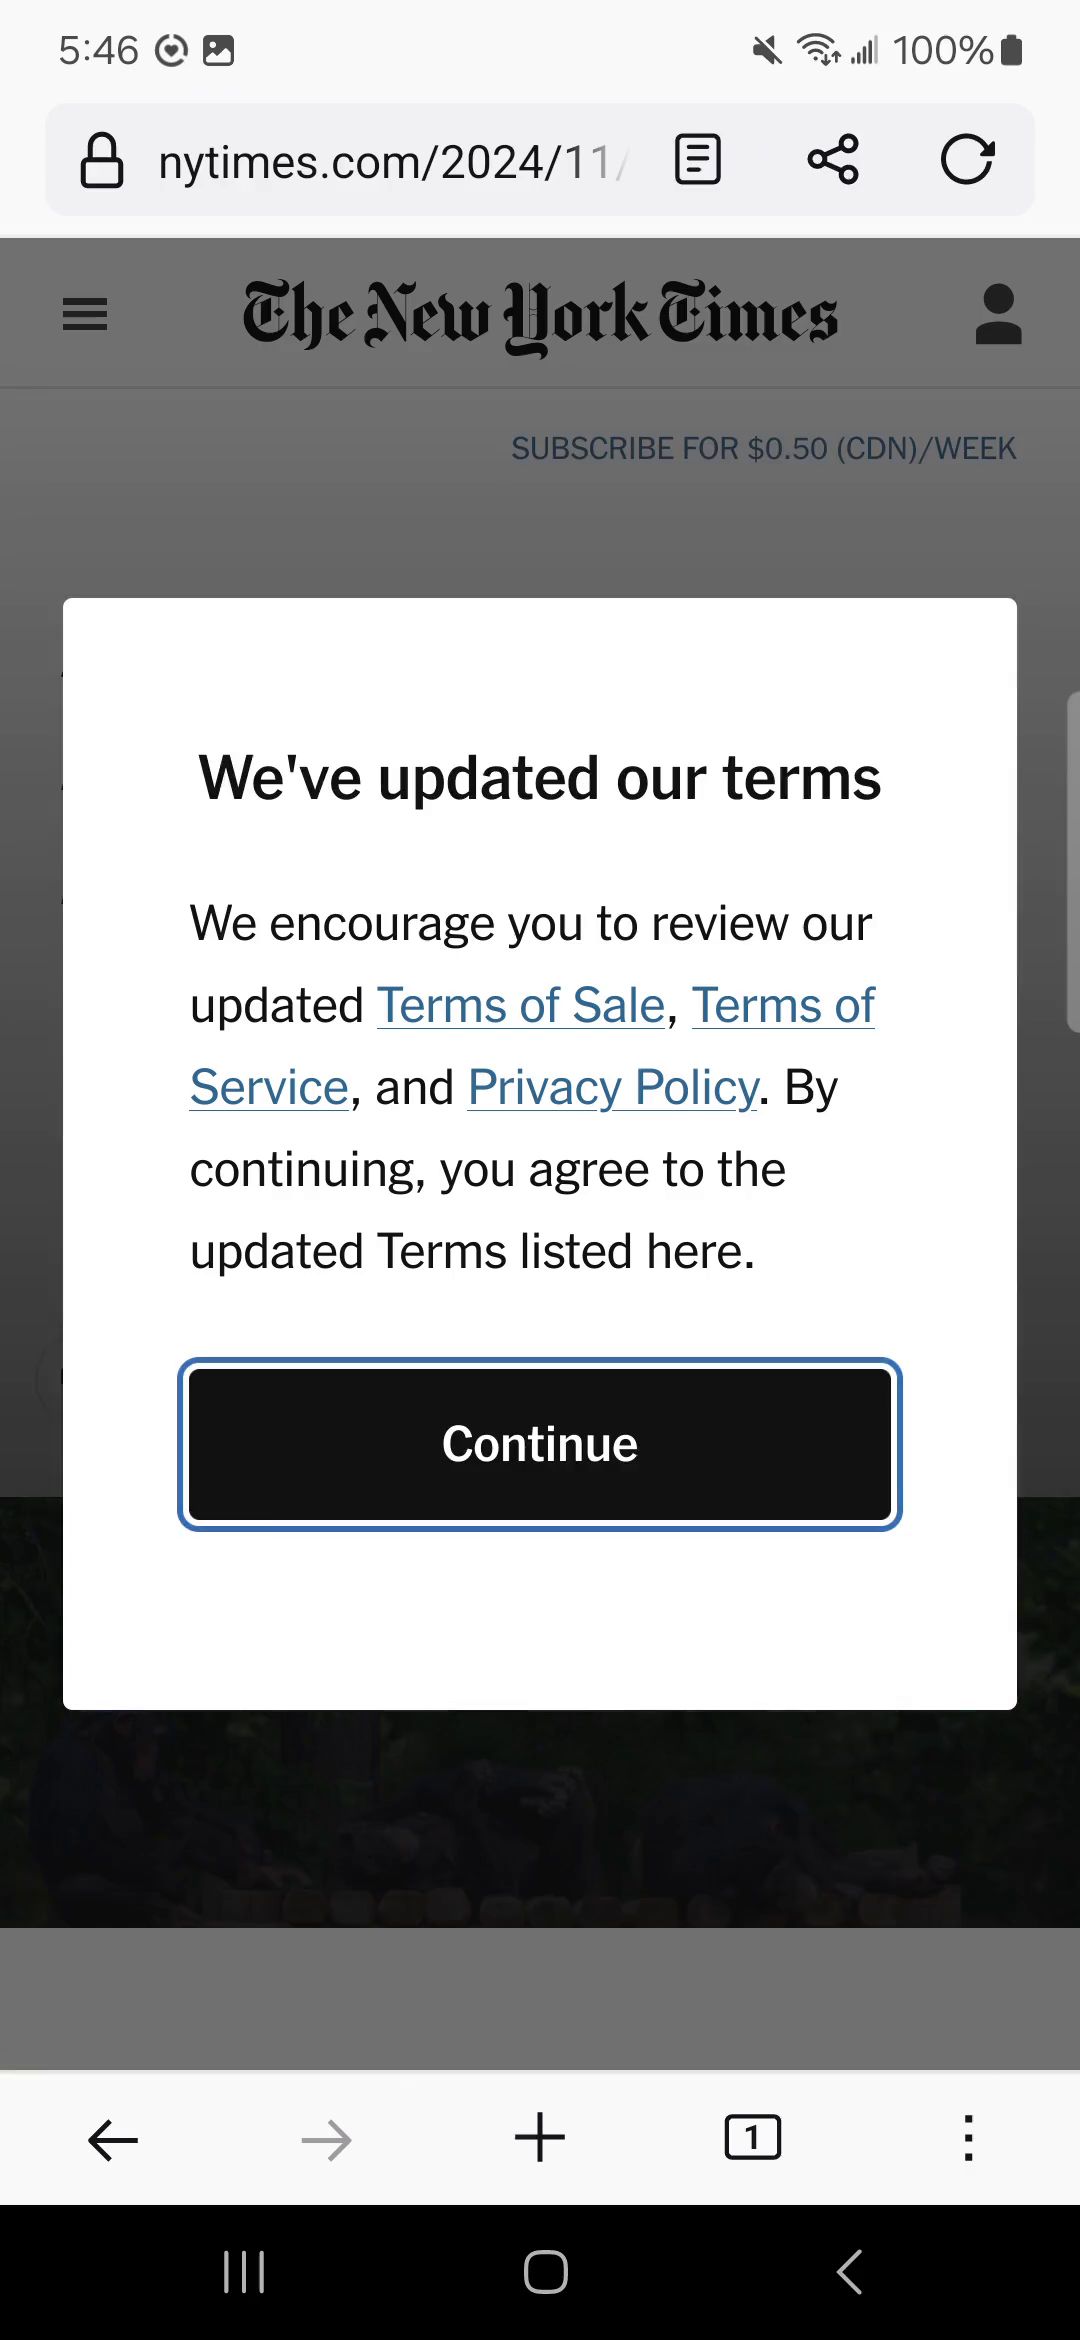 5:46 100%
nytimes.com/2024/11/
The New York Times
SUBSCRIBE FOR $0.50 (CDN)/WEEK
We've updated our terms
We encourage you to review our
updated Terms of Sale, Terms of
Service, and Privacy Policy. By
continuing, you agree to the
updated Terms listed here.
Continue
1